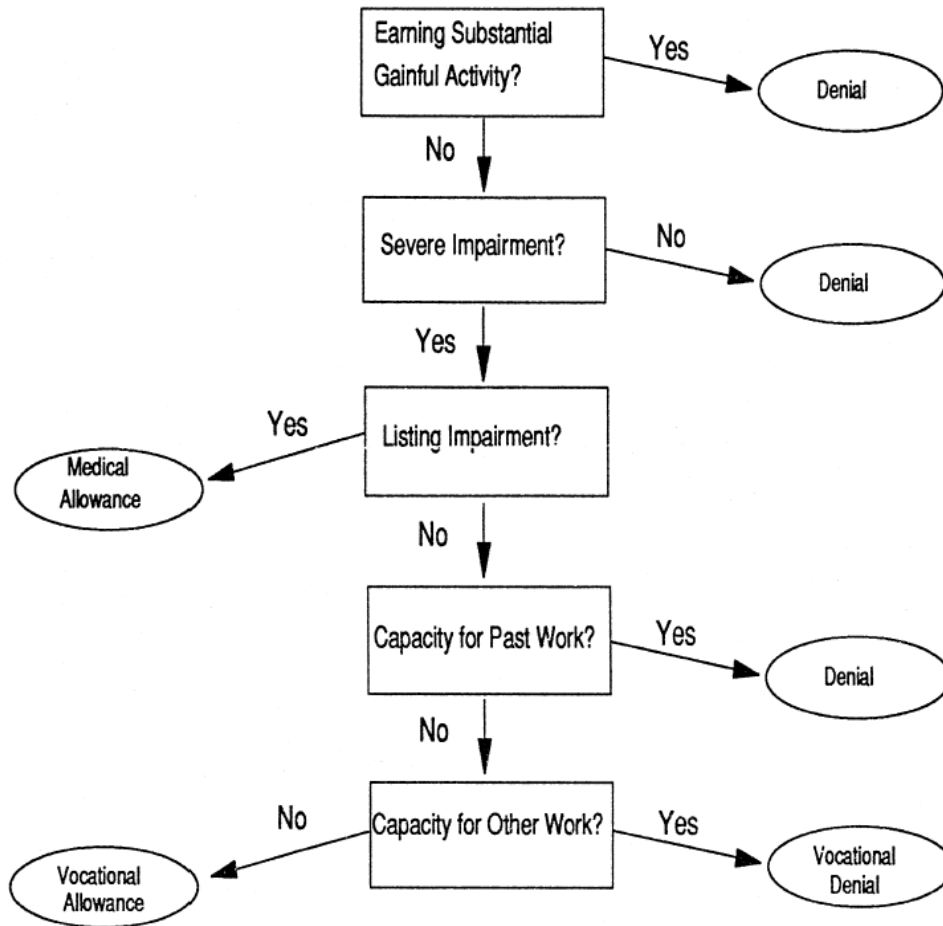 Earning Substantial
Gainful Activity?
Yes
Denial
No
Severe Impairment?
No
Denial
Yes
Listing Impairment?
Yes
Medical
Allowance
No
Capacity for Past Work?
Yes
Denial
No
Capacity for Other Work?
No
Yes
Vocational
Allowance
Vocational
Denial